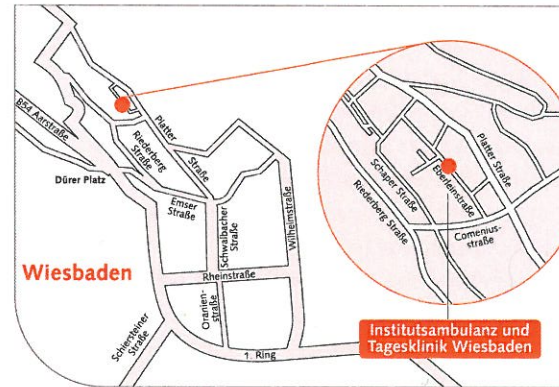 B54 Aarstraße
Platter
Straße
Riederberg
Straße
Dürer Platz
Emser
Straße
Schwalbacher
Straße
Wilhelmstraße
Wiesbaden
Rheinstraße
Oranien-
straße
Schiersteiner
Straße
1. Ring
Platter Straße
Eberleinstraße
Schaper Straße
Riederberg Straße
Comenius-
straße
Institutsambulanz und
Tagesklinik Wiesbaden